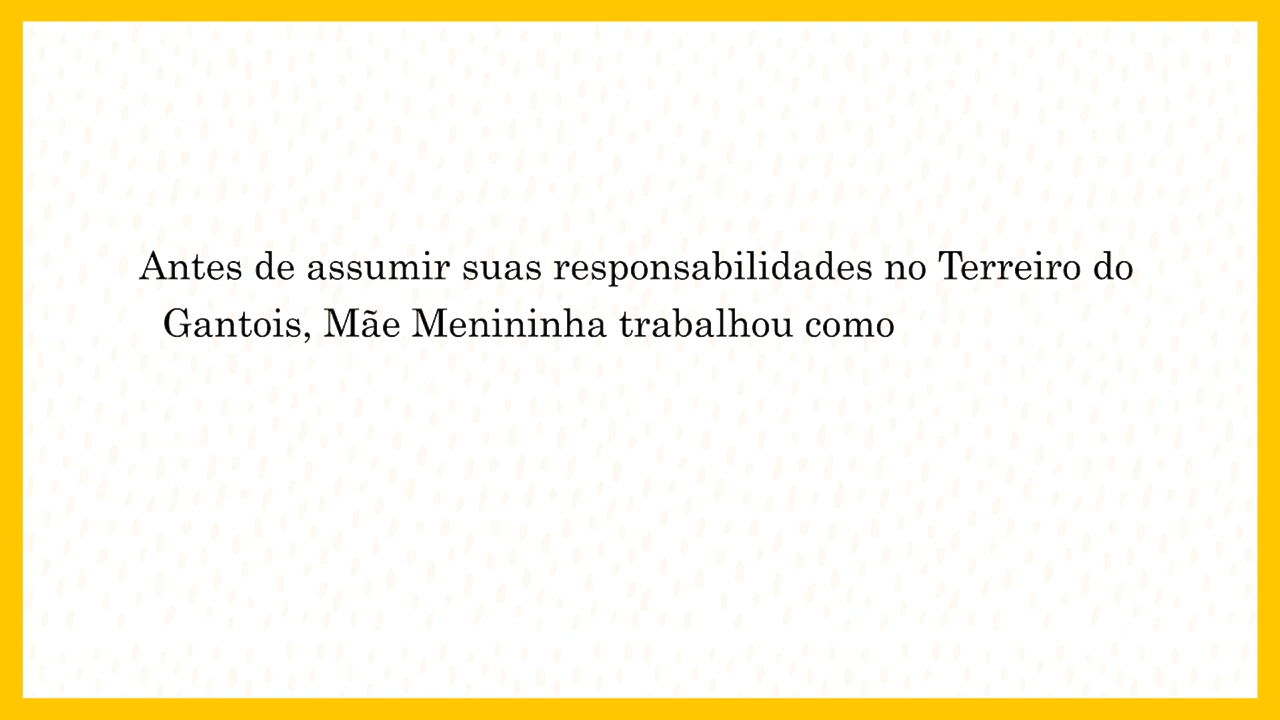 Antes de assumir suas responsabilidades no Terreiro do
Gantois, Mãe Menininha trabalhou como